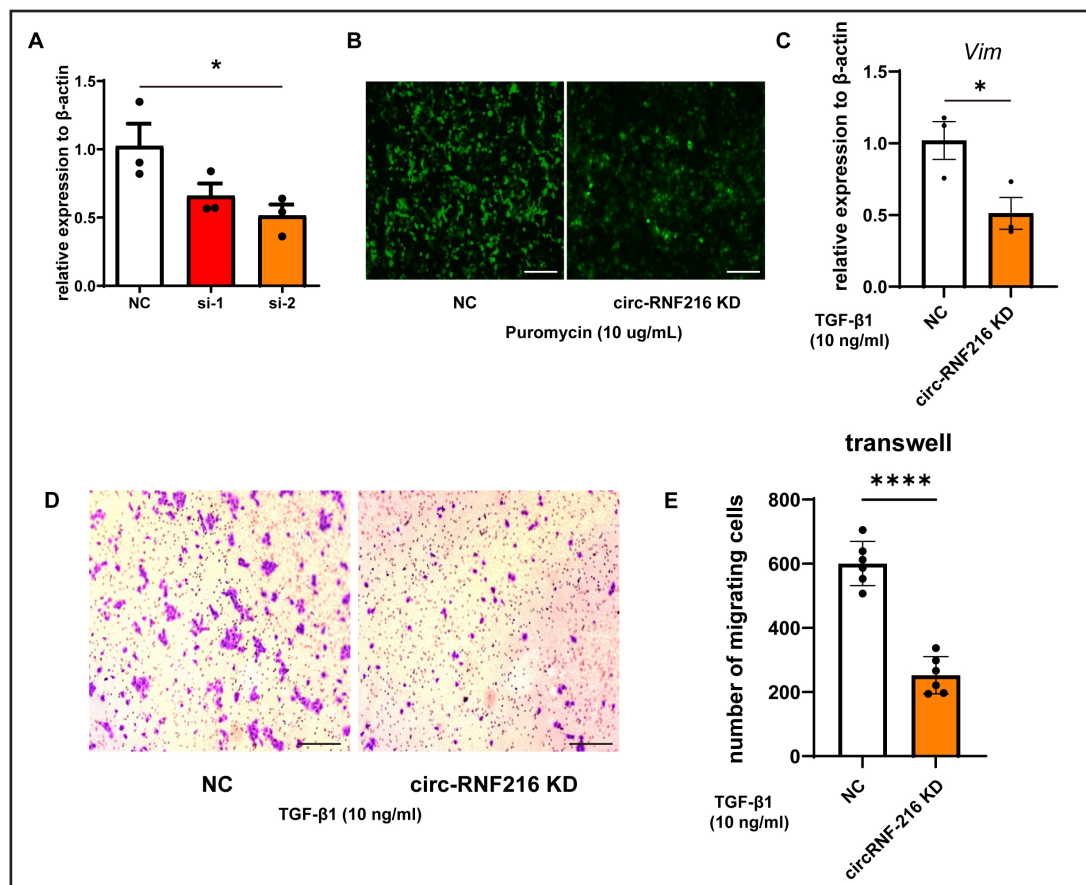 A
relative expression to β-actin
1.5
1.0
0.5
0.0
*
NC
si-1
si-2
B
NC
circ-RNF216 KD
Puromycin (10 ug/mL)
C
Vim
relative expression to β-actin
1.5
1.0
0.5
0.0
*
TGF-β1
(10 ng/ml)
NC
circ-RNF216 KD
D
NC
circ-RNF216 KD
TGF-β1 (10 ng/ml)
E
transwell
number of migrating cells
800
600
400
200
0
****
TGF-β1
(10 ng/ml)
NC
circRNF-216 KD